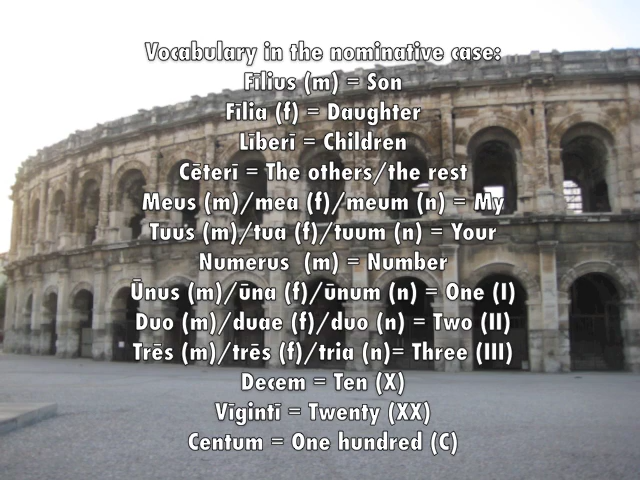 Vocabulary in the nominative case:
Fīlius (m) = Son
Fīlia (f) = Daughter
Līberī = Children
Cēterī = The others/the rest
Meus (m)/mea (f)/meum (n) = My
Tuus (m)/tua (f)/tuum (n) = Your
Numerus (m) = Number
Ūnus (m)/ūna (f)/ūnum (n) = One (I)
Duo (m)/duae (f)/duo (n) = Two (II)
Trēs (m)/trēs (f)/tria (n)= Three (III)
Decem = Ten (X)
Vīgintī = Twenty (XX)
Centum = One hundred (C)